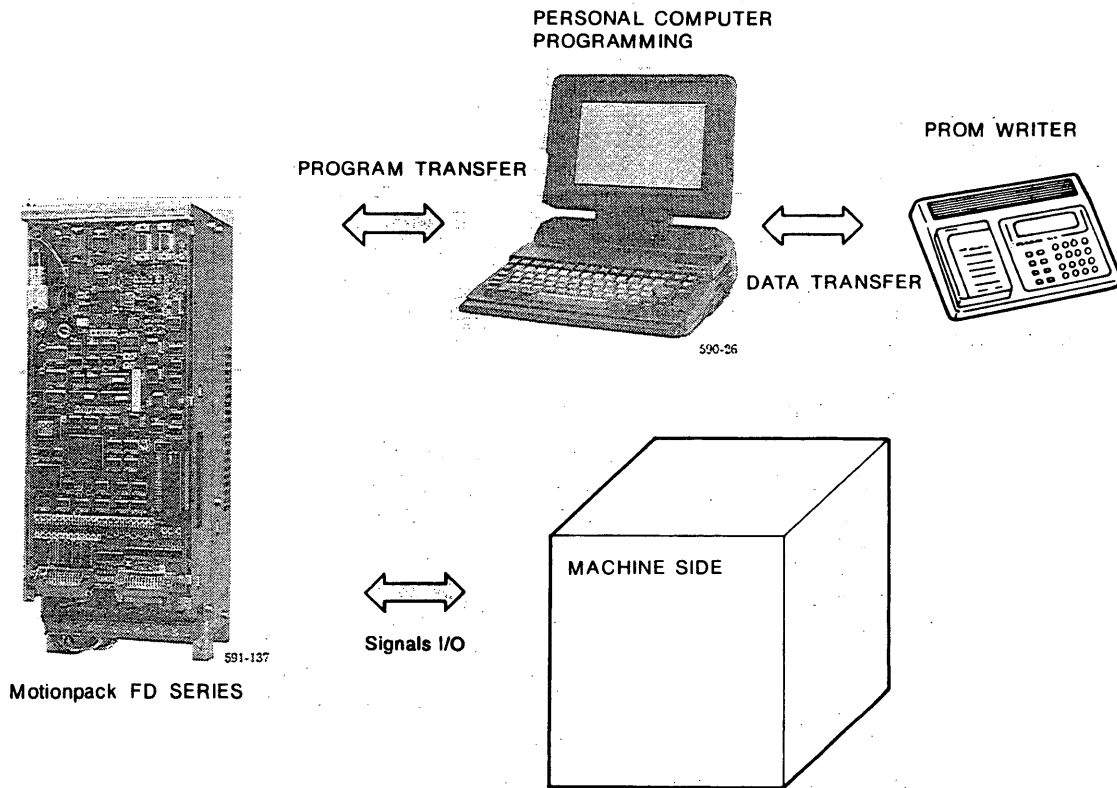 PERSONAL COMPUTER
PROGRAMMING
PROM WRITER
PROGRAM TRANSFER
DATA TRANSFER
590-26
MACHINE SIDE
Signals I/O
591-137
Motionpack FD SERIES